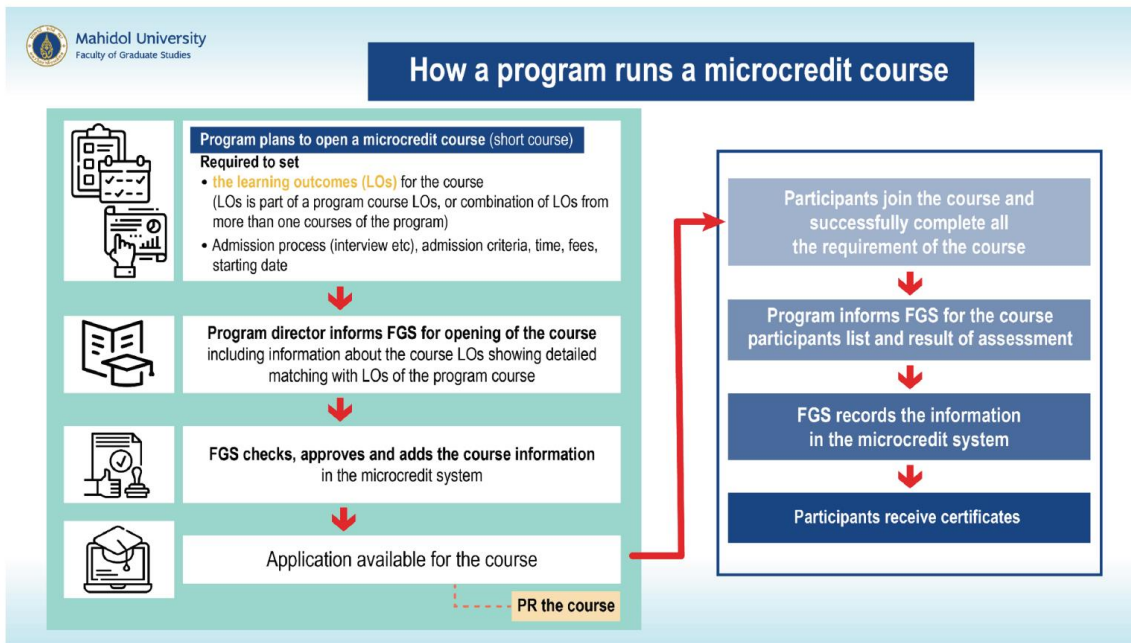 Mahidol University
Faculty of Graduate Studies
How a program runs a microcredit course
Program plans to open a microcredit course (short course)
Required to set
• the learning outcomes (LOs) for the course
(LOs is part of a program course LOs, or combination of LOs from
more than one courses of the program)
• Admission process (interview etc), admission criteria, time, fees,
starting date
Program director informs FGS for opening of the course
including information about the course LOs showing detailed
matching with LOs of the program course
FGS checks, approves and adds the course information
in the microcredit system
Application available for the course
PR the course
Participants join the course and
successfully complete all
the requirement of the course
Program informs FGS for the course
participants list and result of assessment
FGS records the information
in the microcredit system
Participants receive certificates